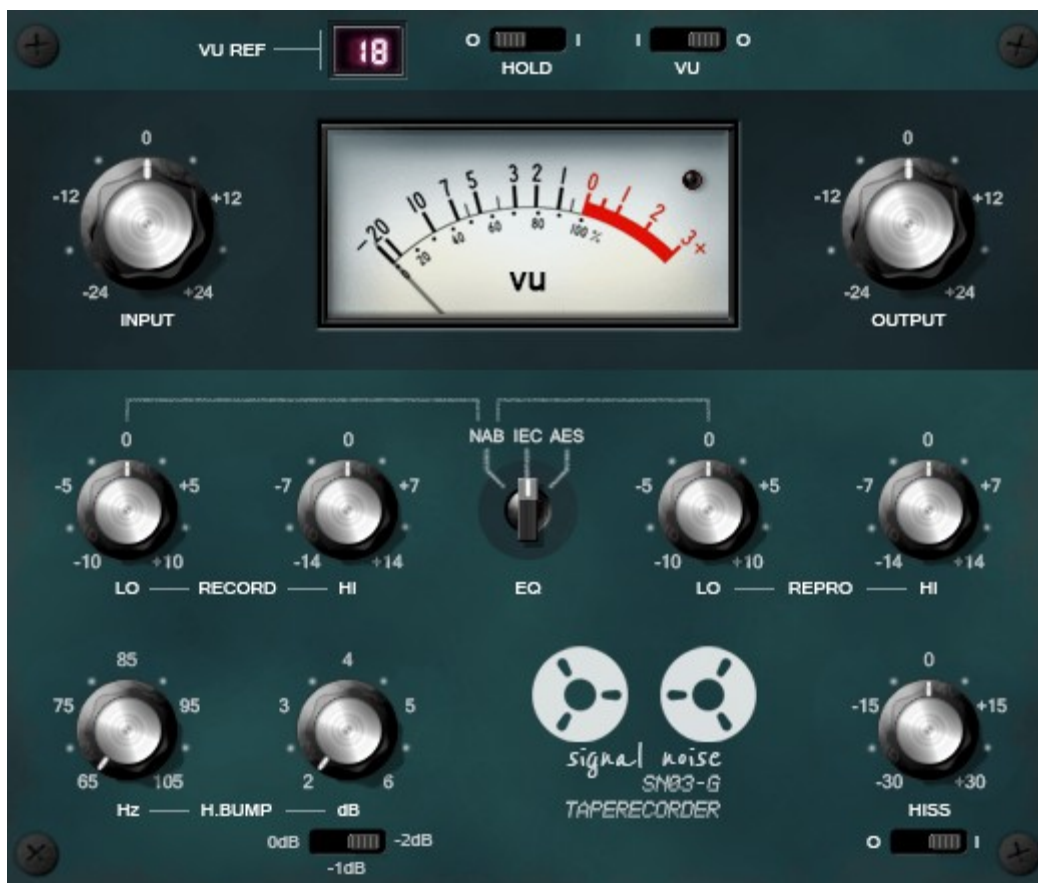 VU REF 18 O I I O
HOLD VU
0 0
-20 10 7 5 3 2 1 0 1 2 3 +
-12 +12 -12 +12
0 20 40 60 80 100 %
vu
-24 +24 -24 +24
INPUT OUTPUT
NAB IEC AES
0 0 0 0
-5 +5 -7 +7 -5 +5 -7 +7
-10 +10 -14 +14 -10 +10 -14 +14
LO RECORD HI EQ LO REPRO HI
85 4 0
75 95 3 5 -15 +15
65 105 2 6 -30 +30
signal noise
SN03-G
TAPERECORDER
Hz H.BUMP dB HISS
0dB -2dB O I
-1dB